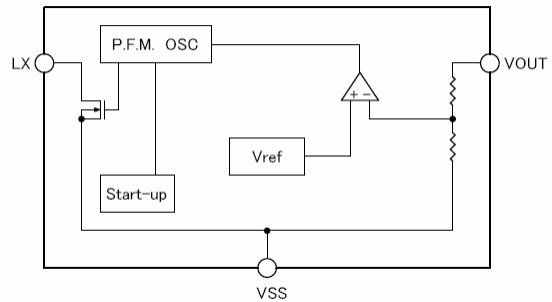 P.F.M. OSC
LX
VOUT
+ -
Vref
Start-up
VSS